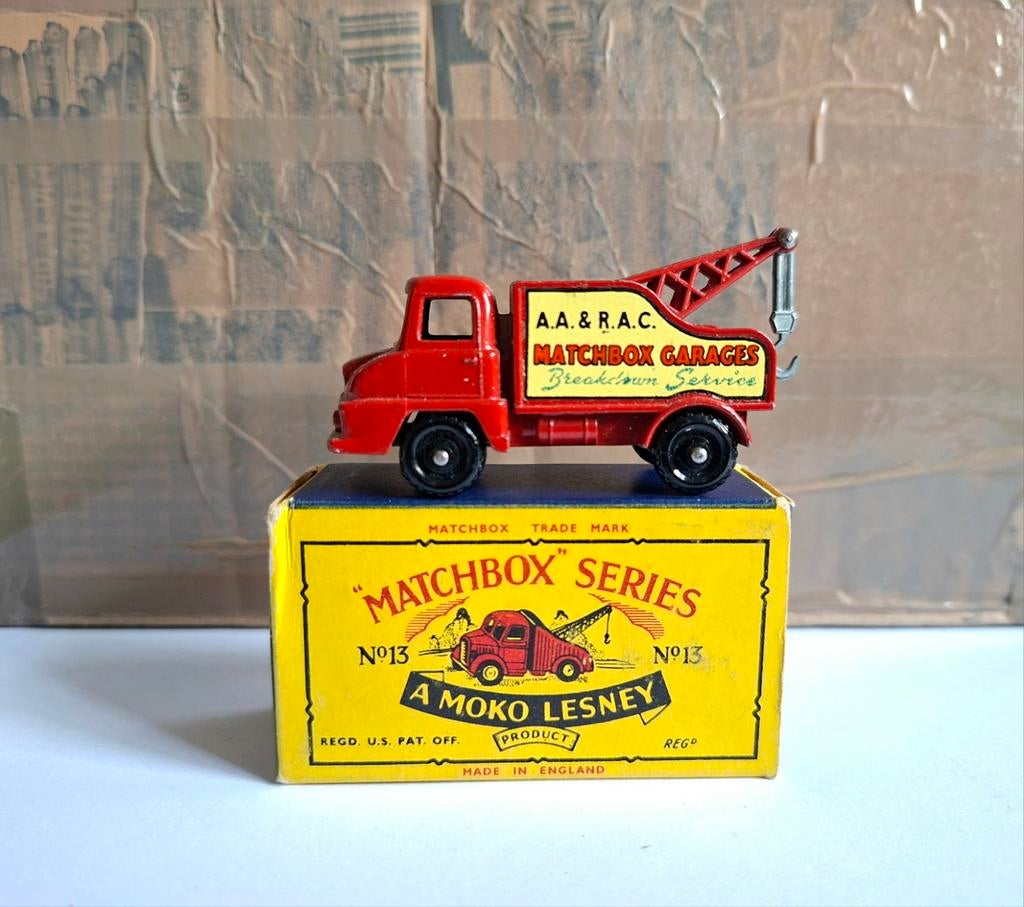 A.A. & R.A.C.
MATCHBOX GARAGES
Breakdown Service
MATCHBOX TRADE MARK
"MATCHBOX" SERIES
Nº13 Nº13
A MOKO LESNEY
PRODUCT
REGD. U.S. PAT. OFF. REGᴰ
MADE IN ENGLAND